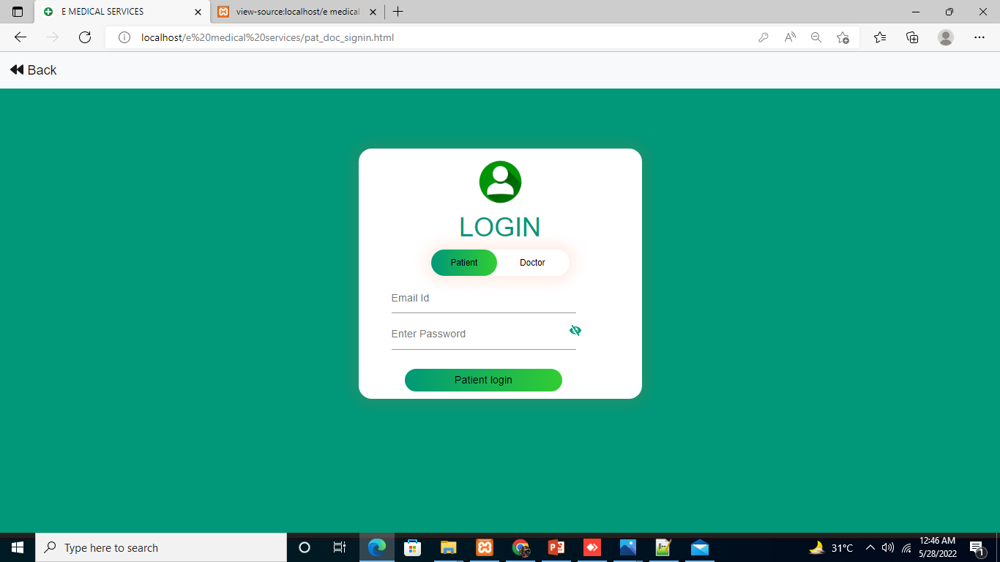 E MEDICAL SERVICES
view-source:localhost/e medical
localhost/e%20medical%20services/pat_doc_signin.html
Back
LOGIN
Patient Doctor
Email Id
Enter Password
Patient login
Type here to search
31°C
12:46 AM
5/28/2022
1